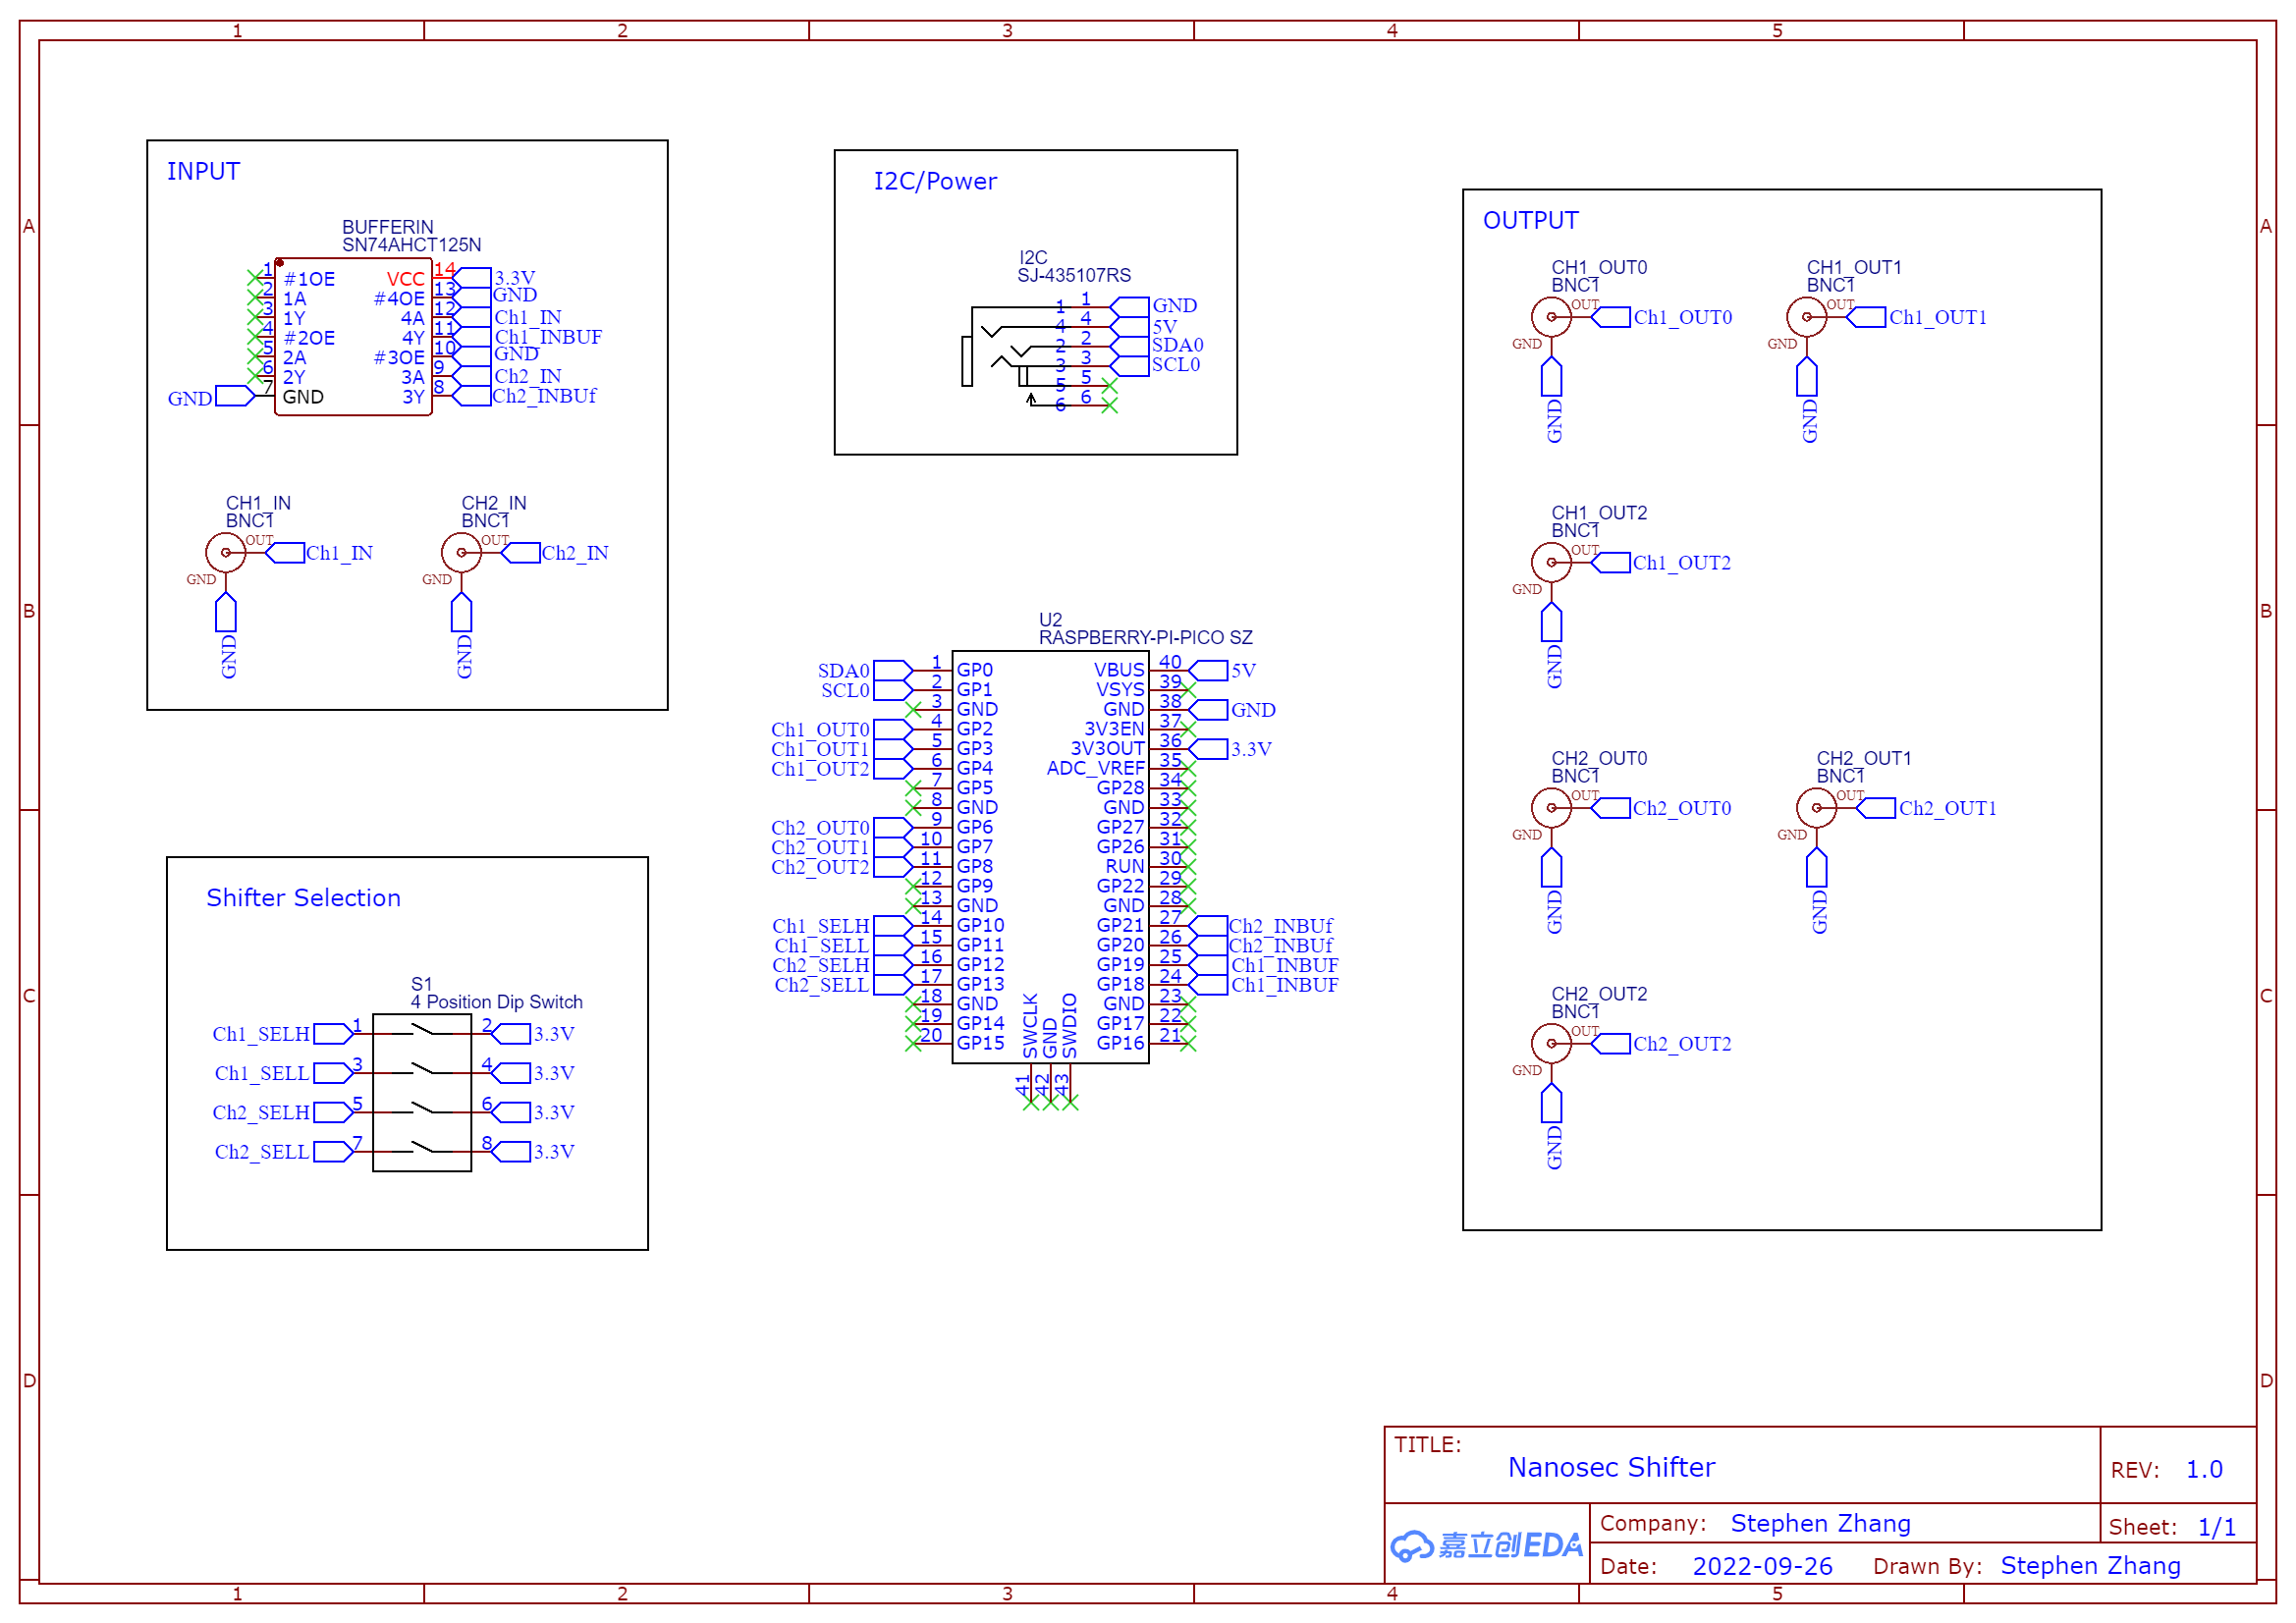 1 2 3 4 5
A
B
C
D
A
B
C
D
INPUT
BUFFERIN
SN74AHCT125N
1 #1OE VCC 14 3.3V
2 1A #4OE 13 GND
3 1Y 4A 12 Ch1_IN
4 #2OE 4Y 11 Ch1_INBUF
5 2A #3OE 10 GND
6 2Y 3A 9 Ch2_IN
GND 7 GND 3Y 8 Ch2_INBUf
CH1_IN
BNC1
OUT
Ch1_IN
GND
GND
CH2_IN
BNC1
OUT
Ch2_IN
GND
GND
Shifter Selection
S1
4 Position Dip Switch
Ch1_SELH 1 2 3.3V
Ch1_SELL 3 4 3.3V
Ch2_SELH 5 6 3.3V
Ch2_SELL 7 8 3.3V
I2C/Power
I2C
SJ-435107RS
1 1 GND
4 4 5V
2 2 SDA0
3 3 SCL0
5 5
6 6
U2
RASPBERRY-PI-PICO SZ
SDA0 1 GP0 VBUS 40 5V
SCL0 2 GP1 VSYS 39
3 GND GND 38 GND
Ch1_OUT0 4 GP2 3V3EN 37
Ch1_OUT1 5 GP3 3V3OUT 36 3.3V
Ch1_OUT2 6 GP4 ADC_VREF 35
7 GP5 GP28 34
8 GND GND 33
Ch2_OUT0 9 GP6 GP27 32
Ch2_OUT1 10 GP7 GP26 31
Ch2_OUT2 11 GP8 RUN 30
12 GP9 GP22 29
13 GND GND 28
Ch1_SELH 14 GP10 GP21 27 Ch2_INBUf
Ch1_SELL 15 GP11 GP20 26 Ch2_INBUf
Ch2_SELH 16 GP12 GP19 25 Ch1_INBUF
Ch2_SELL 17 GP13 GP18 24 Ch1_INBUF
18 GND GND 23
19 GP14 GP17 22
20 GP15 GP16 21
SWCLK GND SWDIO
41 42 43
OUTPUT
CH1_OUT0
BNC1
OUT
Ch1_OUT0
GND
GND
CH1_OUT1
BNC1
OUT
Ch1_OUT1
GND
GND
CH1_OUT2
BNC1
OUT
Ch1_OUT2
GND
GND
CH2_OUT0
BNC1
OUT
Ch2_OUT0
GND
GND
CH2_OUT1
BNC1
OUT
Ch2_OUT1
GND
GND
CH2_OUT2
BNC1
OUT
Ch2_OUT2
GND
GND
TITLE:
Nanosec Shifter
REV: 1.0
嘉立创EDA
Company: Stephen Zhang
Sheet: 1/1
Date: 2022-09-26 Drawn By: Stephen Zhang
1 2 3 4 5